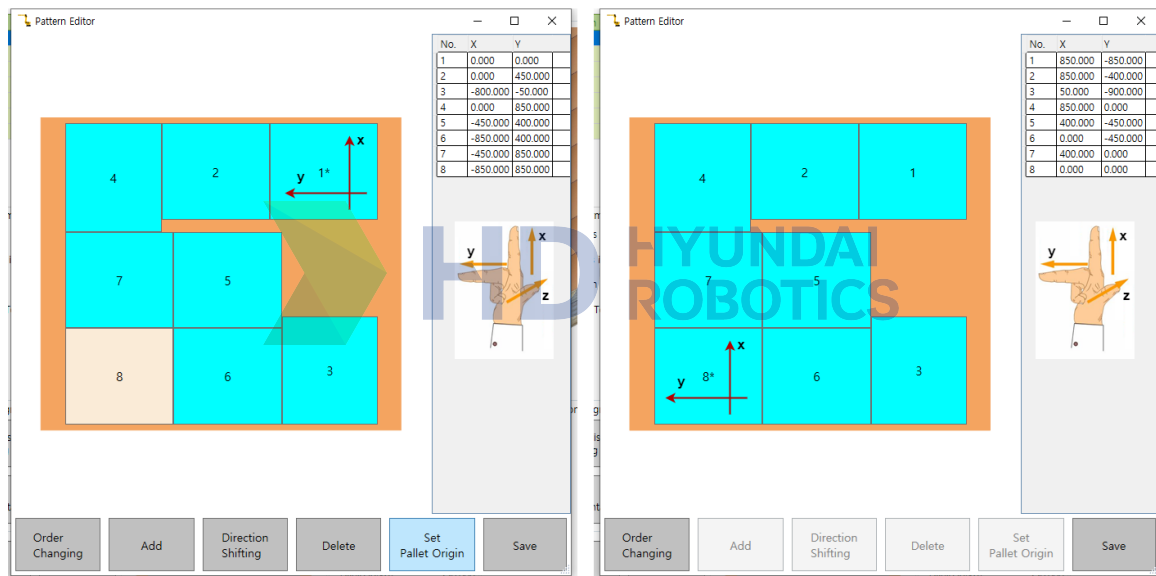 Pattern Editor
No. X Y
1 0.000 0.000
2 0.000 450.000
3 -800.000 -50.000
4 0.000 850.000
5 -450.000 400.000
6 -850.000 400.000
7 -450.000 850.000
8 -850.000 850.000
4
2
1*
x
y
7
5
8
6
3
x
y
z
Order
Changing
Add
Direction
Shifting
Delete
Set
Pallet Origin
Save
Pattern Editor
No. X Y
1 850.000 -850.000
2 850.000 -400.000
3 50.000 -900.000
4 850.000 0.000
5 400.000 -450.000
6 0.000 -450.000
7 400.000 0.000
8 0.000 0.000
4
2
1
7
5
8*
x
y
6
3
x
y
z
Order
Changing
Add
Direction
Shifting
Delete
Set
Pallet Origin
Save
HD HYUNDAI
ROBOTICS